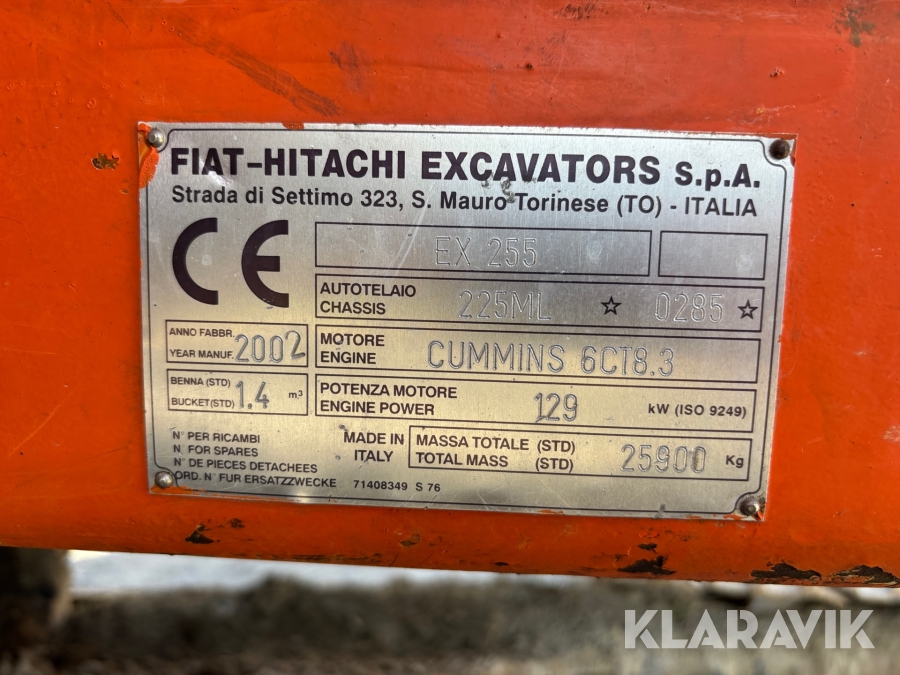 FIAT-HITACHI EXCAVATORS S.p.A.
Strada di Settimo 323, S. Mauro Torinese (TO) - ITALIA
CE
EX 255
AUTOTELAIO
CHASSIS
225ML ☆ 0285 ☆
ANNO FABBR.
YEAR MANUF. 2002
MOTORE
ENGINE
CUMMINS 6CT8.3
BENNA (STD)
BUCKET(STD) 1.4 m³
POTENZA MOTORE
ENGINE POWER
129 kW (ISO 9249)
N° PER RICAMBI
N° FOR SPARES
N° DE PIECES DETACHEES
ORD. N° FUR ERSATZZWECKE 71408349 S 76
MADE IN
ITALY
MASSA TOTALE (STD)
TOTAL MASS (STD)
25900 Kg
KLARAVIK